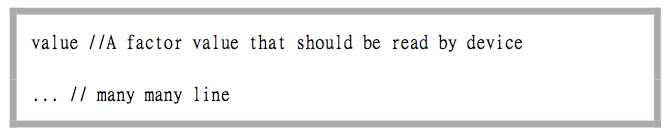 value //A factor value that should be read by device
... // many many line